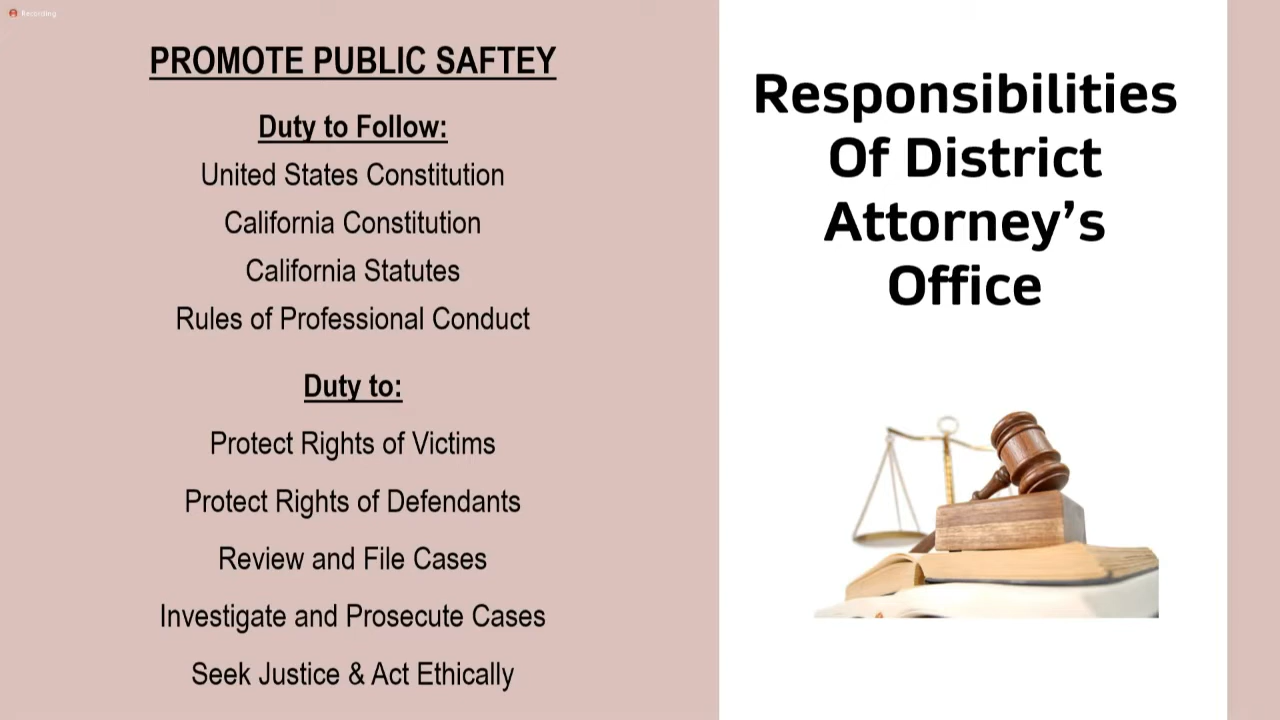 Recording
PROMOTE PUBLIC SAFTEY
Duty to Follow:
United States Constitution
California Constitution
California Statutes
Rules of Professional Conduct
Duty to:
Protect Rights of Victims
Protect Rights of Defendants
Review and File Cases
Investigate and Prosecute Cases
Seek Justice & Act Ethically
Responsibilities
Of District
Attorney’s
Office